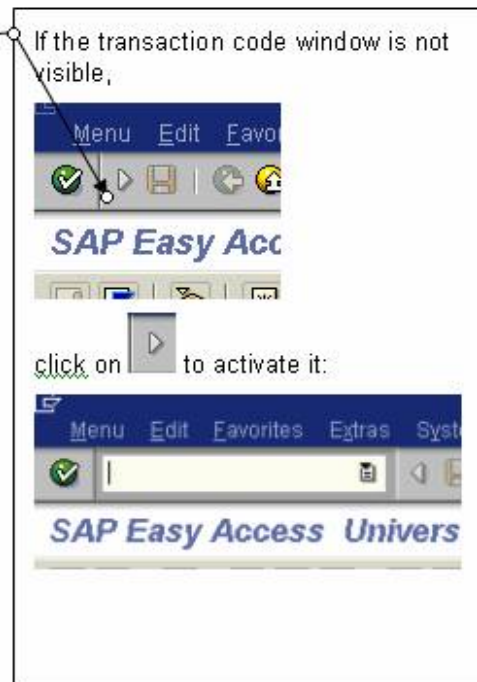 If the transaction code window is not
visible,
Menu Edit Favor
SAP Easy Acc
click on to activate it:
Menu Edit Favorites Extras Syst
SAP Easy Access Univers